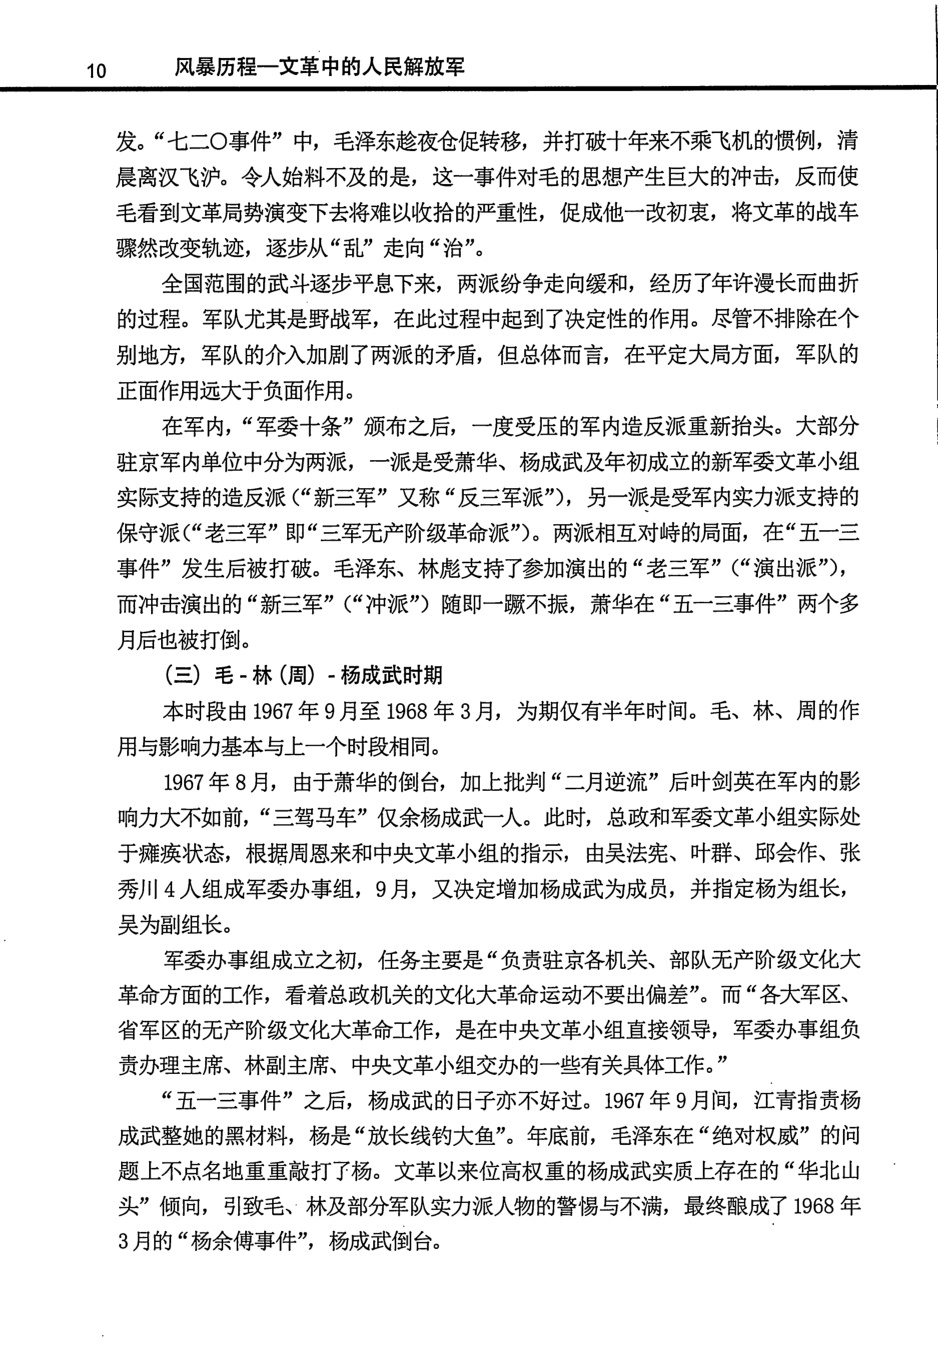 10 风暴历程—文革中的人民解放军
发。“七二〇事件”中，毛泽东趁夜仓促转移，并打破十年来不乘飞机的惯例，清
晨离汉飞沪。令人始料不及的是，这一事件对毛的思想产生巨大的冲击，反而使
毛看到文革局势演变下去将难以收拾的严重性，促成他一改初衷，将文革的战车
骤然改变轨迹，逐步从“乱”走向“治”。
全国范围的武斗逐步平息下来，两派纷争走向缓和，经历了年许漫长而曲折
的过程。军队尤其是野战军，在此过程中起到了决定性的作用。尽管不排除在个
别地方，军队的介入加剧了两派的矛盾，但总体而言，在平定大局方面，军队的
正面作用远大于负面作用。
在军内，“军委十条”颁布之后，一度受压的军内造反派重新抬头。大部分
驻京军内单位中分为两派，一派是受萧华、杨成武及年初成立的新军委文革小组
实际支持的造反派（“新三军”又称“反三军派”），另一派是受军内实力派支持的
保守派（“老三军”即“三军无产阶级革命派”）。两派相互对峙的局面，在“五一三
事件”发生后被打破。毛泽东、林彪支持了参加演出的“老三军”（“演出派”），
而冲击演出的“新三军”（“冲派”）随即一蹶不振，萧华在“五一三事件”两个多
月后也被打倒。
（三）毛 - 林（周）- 杨成武时期
本时段由 1967 年 9 月至 1968 年 3 月，为期仅有半年时间。毛、林、周的作
用与影响力基本与上一个时段相同。
1967 年 8 月，由于萧华的倒台，加上批判“二月逆流”后叶剑英在军内的影
响力大不如前，“三驾马车”仅余杨成武一人。此时，总政和军委文革小组实际处
于瘫痪状态，根据周恩来和中央文革小组的指示，由吴法宪、叶群、邱会作、张
秀川 4 人组成军委办事组，9 月，又决定增加杨成武为成员，并指定杨为组长，
吴为副组长。
军委办事组成立之初，任务主要是“负责驻京各机关、部队无产阶级文化大
革命方面的工作，看着总政机关的文化大革命运动不要出偏差”。而“各大军区、
省军区的无产阶级文化大革命工作，是在中央文革小组直接领导，军委办事组负
责办理主席、林副主席、中央文革小组交办的一些有关具体工作。”
“五一三事件”之后，杨成武的日子亦不好过。1967 年 9 月间，江青指责杨
成武整她的黑材料，杨是“放长线钓大鱼”。年底前，毛泽东在“绝对权威”的问
题上不点名地重重敲打了杨。文革以来位高权重的杨成武实质上存在的“华北山
头”倾向，引致毛、林及部分军队实力派人物的警惕与不满，最终酿成了 1968 年
3 月的“杨余傅事件”，杨成武倒台。